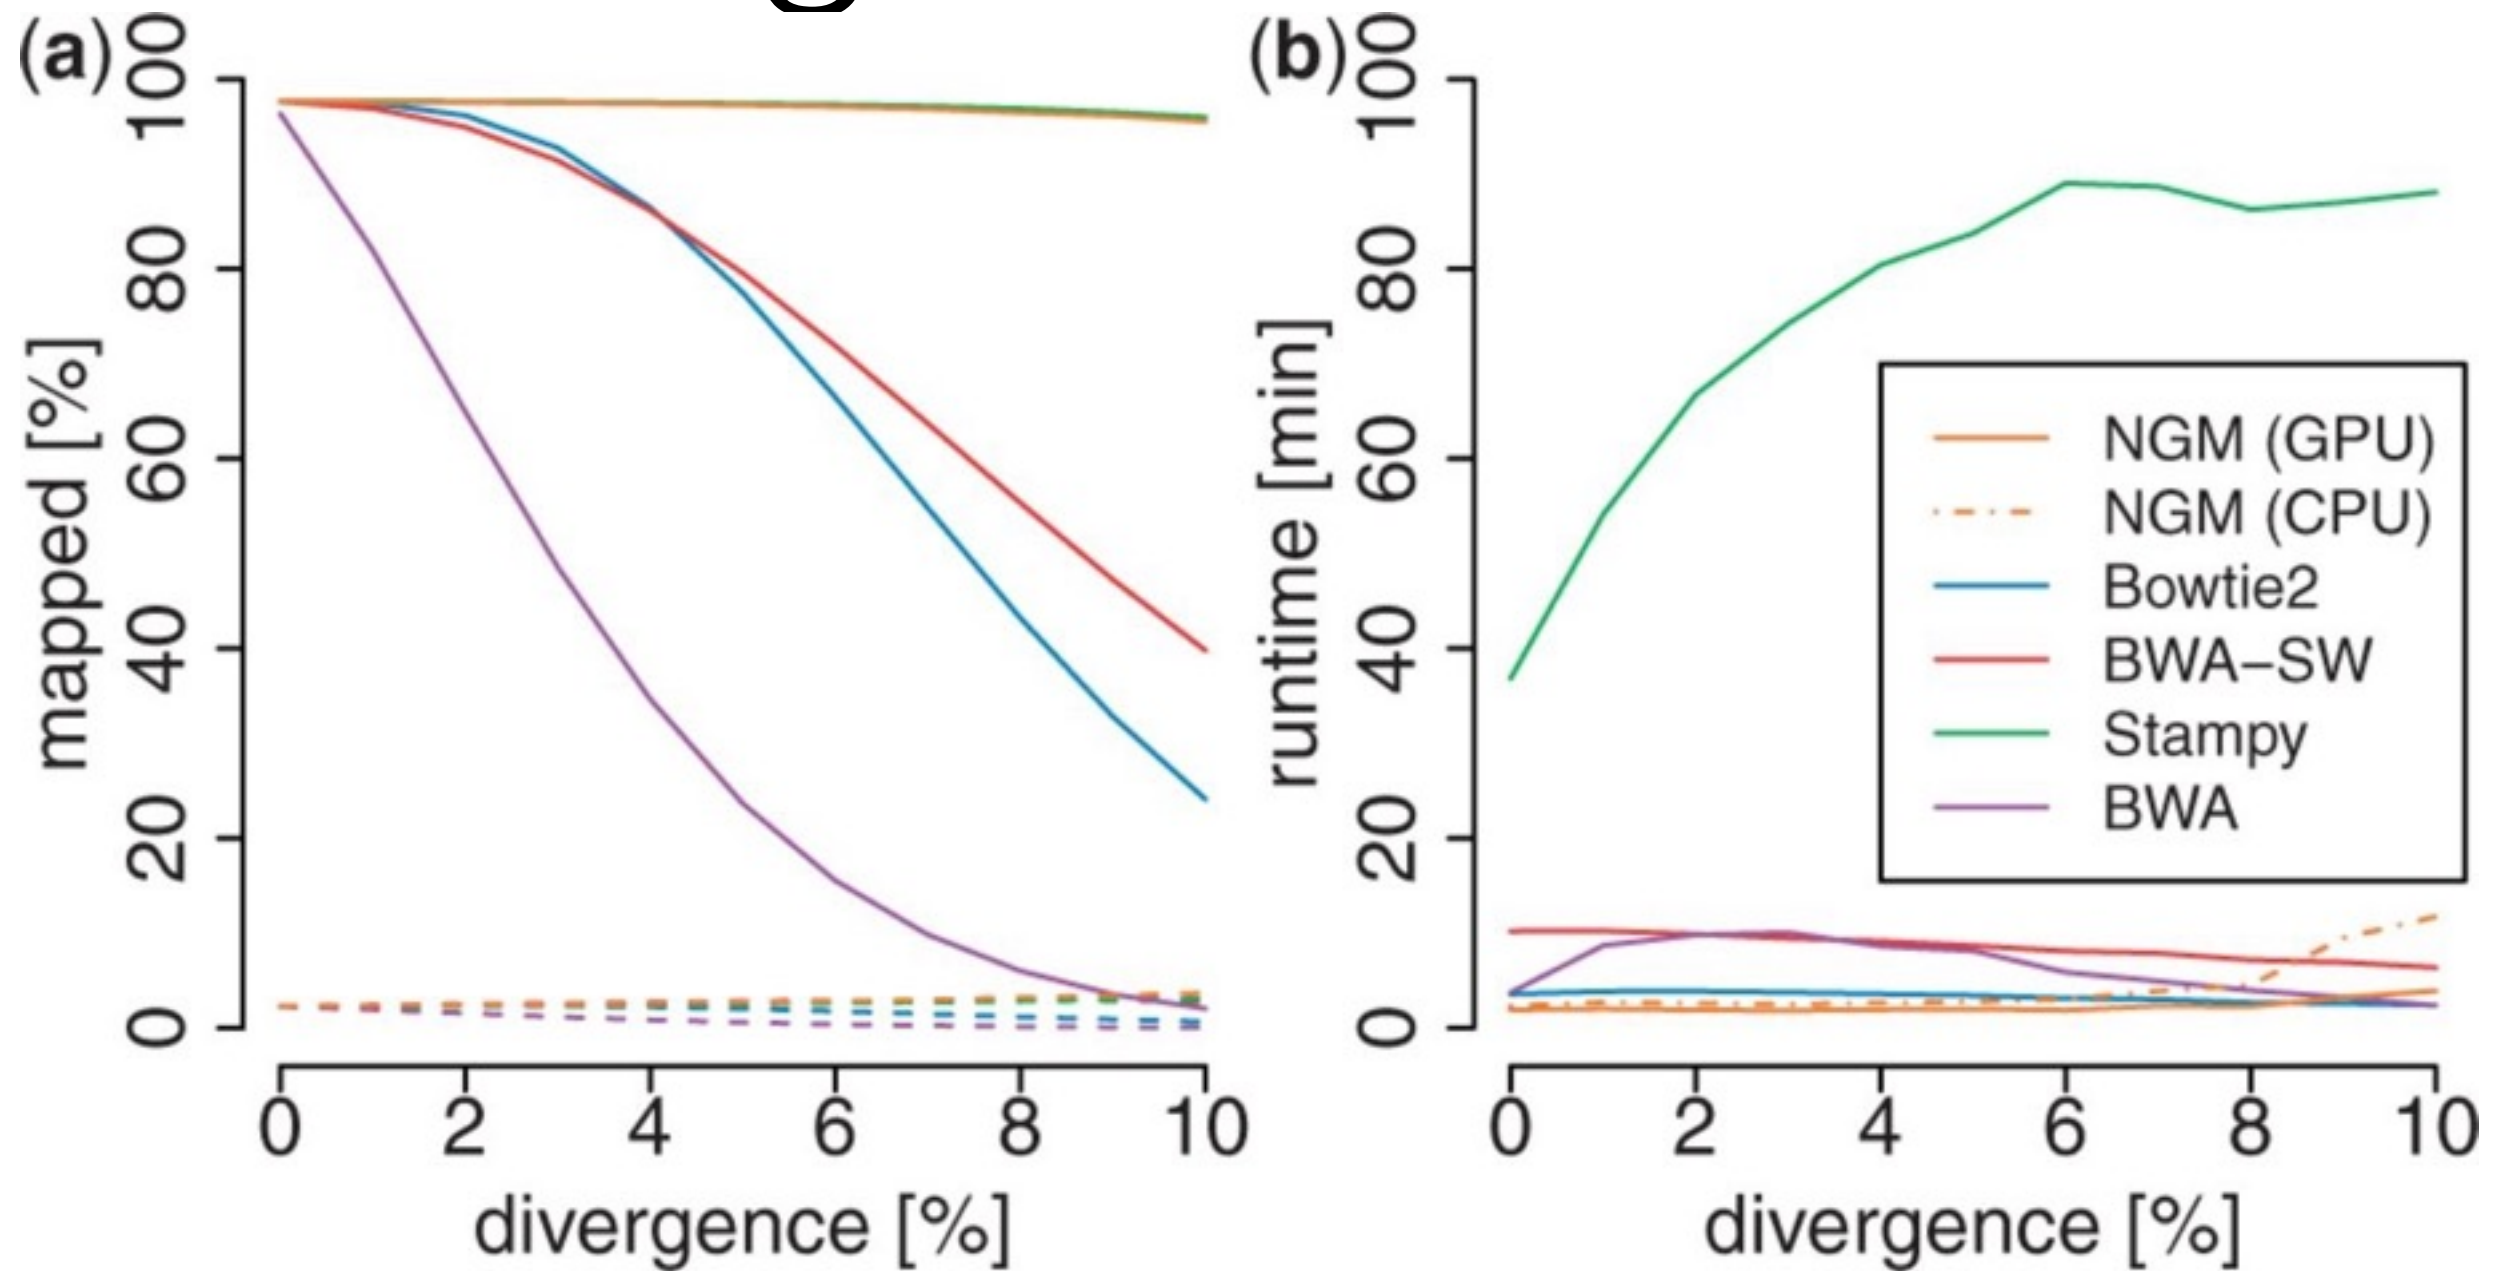 (a)
mapped [%]
100
80
60
40
20
0
0 2 4 6 8 10
divergence [%]
(b)
runtime [min]
100
80
60
40
20
0
NGM (GPU)
NGM (CPU)
Bowtie2
BWA–SW
Stampy
BWA
0 2 4 6 8 10
divergence [%]